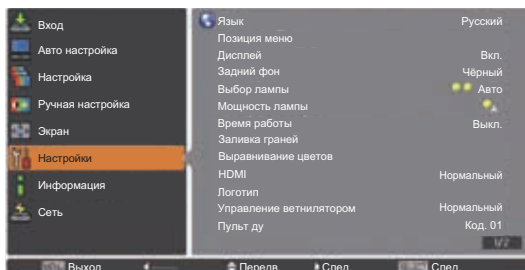 Вход
Авто настройка
Настройка
Ручная настройка
Экран
Настройки
Информация
Сеть
Язык Русский
Позиция меню
Дисплей Вкл.
Задний фон Чёрный
Выбор лампы Авто
Мощность лампы
Время работы Выкл.
Заливка граней
Выравнивание цветов
HDMI Нормальный
Логотип
Управление ветнилятором Нормальный
Пульт ду Код. 01
1/2
Выход Передв. След. След.